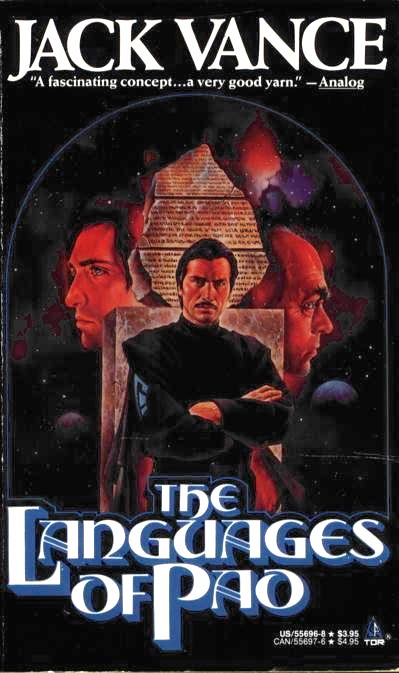 JACK VANCE
"A fascinating concept...a very good yarn." —Analog
THE
LANGUAGES
OF PAO
US/55696-8 ★ $3.95
CAN/55697-6 ★ $4.95
TOR®